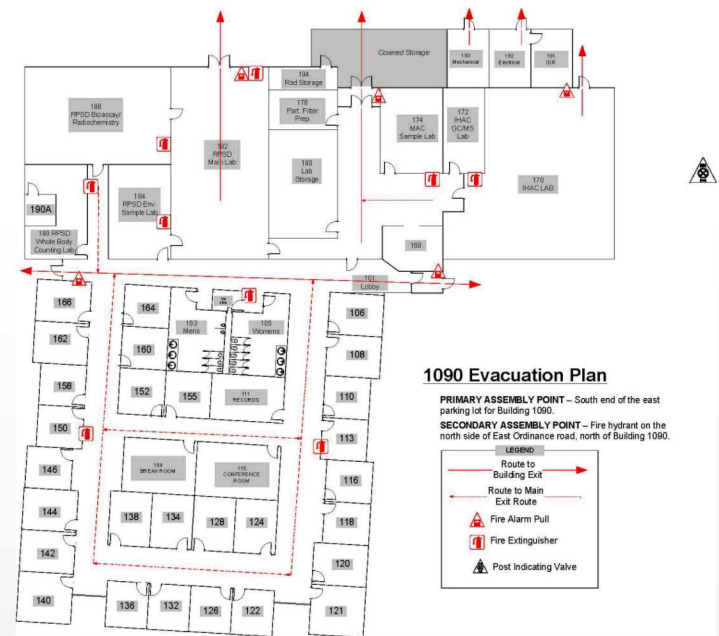 Covered Storage
193
Mechanical
192
Electrical
191
IDR
194
Rad Storage
178
Part. Filter
Prep
188
RPSD Bioassay/
Radiochemistry
182
RPSD
Main Lab
174
MAC
Sample Lab
172
IHAC
GC/MS
Lab
180
Lab
Storage
170
IHAC LAB
184
RPSD Env.
Sample Lab
190A
RPSD
Whole Body
Counting Lab
168
101
Lobby
166
164
163
Mens
165
Womens
106
162
160
108
158
152
155
111
RECORDS
110
150
113
146
BREAK ROOM
115
CONFERENCE
ROOM
116
144
138
134
128
124
118
142
120
140
136
132
126
122
121
1090 Evacuation Plan
PRIMARY ASSEMBLY POINT – South end of the east
parking lot for Building 1090.
SECONDARY ASSEMBLY POINT – Fire hydrant on the
north side of East Ordinance road, north of Building 1090.
LEGEND
Route to
Building Exit
Route to Main
Exit Route
Fire Alarm Pull
Fire Extinguisher
Post Indicating Valve